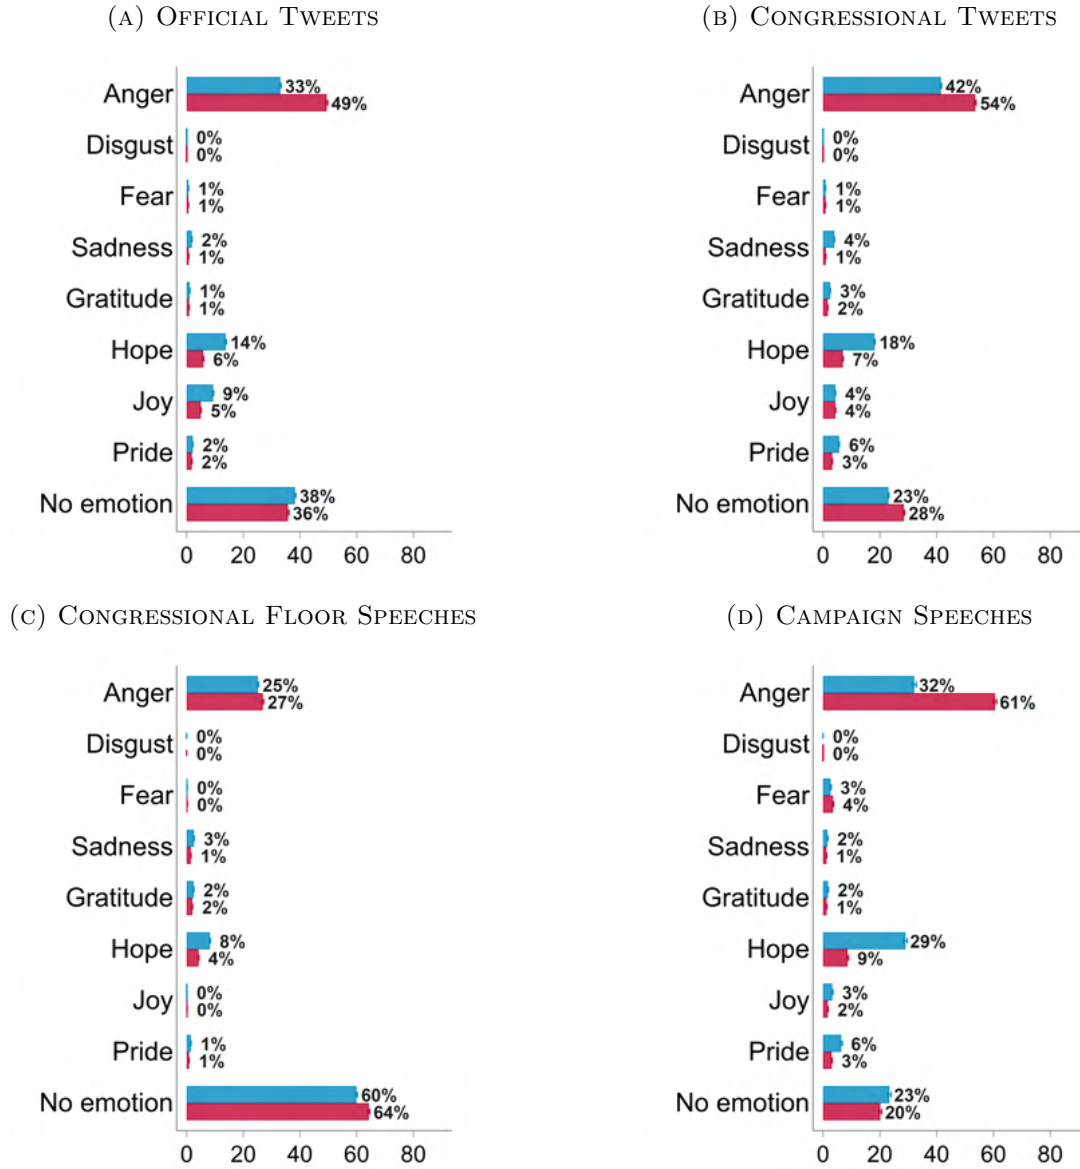 (A) OFFICIAL TWEETS
Anger 33%
49%
Disgust 0%
0%
Fear 1%
1%
Sadness 2%
1%
Gratitude 1%
1%
Hope 14%
6%
Joy 9%
5%
Pride 2%
2%
No emotion 38%
36%
0 20 40 60 80
(B) CONGRESSIONAL TWEETS
Anger 42%
54%
Disgust 0%
0%
Fear 1%
1%
Sadness 4%
1%
Gratitude 3%
2%
Hope 18%
7%
Joy 4%
4%
Pride 6%
3%
No emotion 23%
28%
0 20 40 60 80
(C) CONGRESSIONAL FLOOR SPEECHES
Anger 25%
27%
Disgust 0%
0%
Fear 0%
0%
Sadness 3%
1%
Gratitude 2%
2%
Hope 8%
4%
Joy 0%
0%
Pride 1%
1%
No emotion 60%
64%
0 20 40 60 80
(D) CAMPAIGN SPEECHES
Anger 32%
61%
Disgust 0%
0%
Fear 3%
4%
Sadness 2%
1%
Gratitude 2%
1%
Hope 29%
9%
Joy 3%
2%
Pride 6%
3%
No emotion 23%
20%
0 20 40 60 80